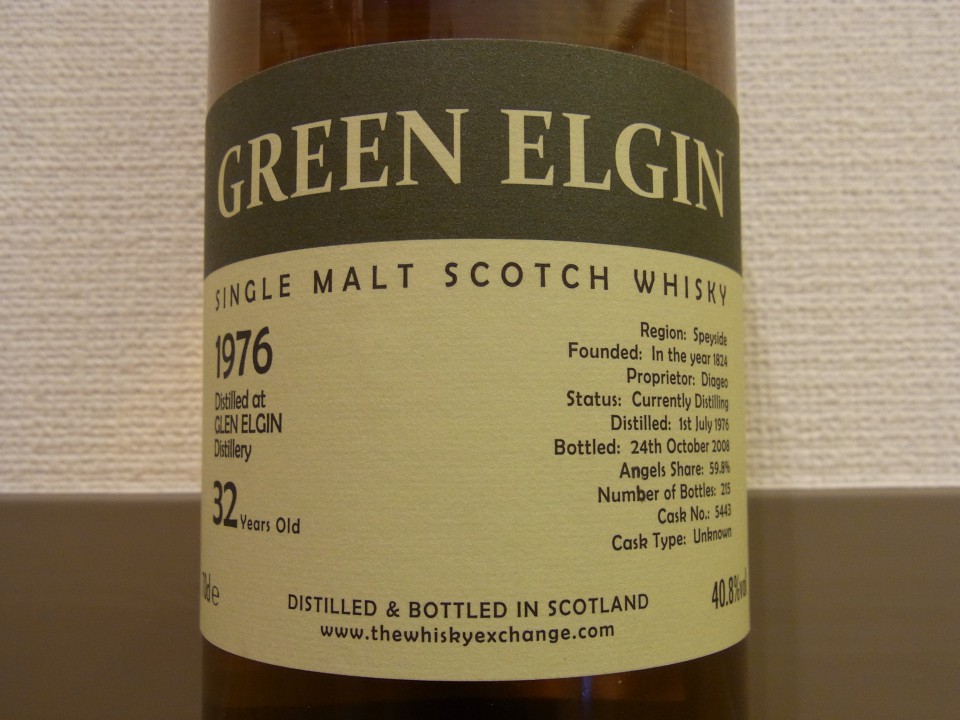 GREEN ELGIN
SINGLE MALT SCOTCH WHISKY
1976
Distilled at
GLEN ELGIN
Distillery
32 Years Old
Region: Speyside
Founded: In the year 1824
Proprietor: Diageo
Status: Currently Distilling
Distilled: 1st July 1976
Bottled: 24th October 2008
Angels Share: 59.8%
Number of Bottles: 215
Cask No.: 5443
Cask Type: Unknown
40.8%vol
DISTILLED & BOTTLED IN SCOTLAND
www.thewhiskyexchange.com